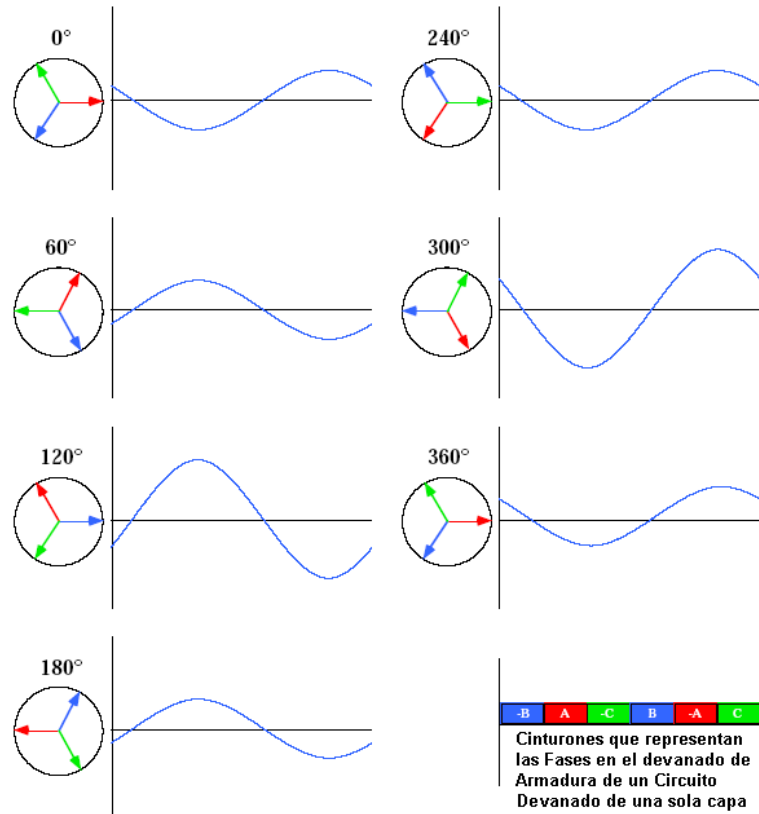 0°
240°
60°
300°
120°
360°
180°
-B A -C B -A C
Cinturones que representan
las Fases en el devanado de
Armadura de un Circuito
Devanado de una sola capa